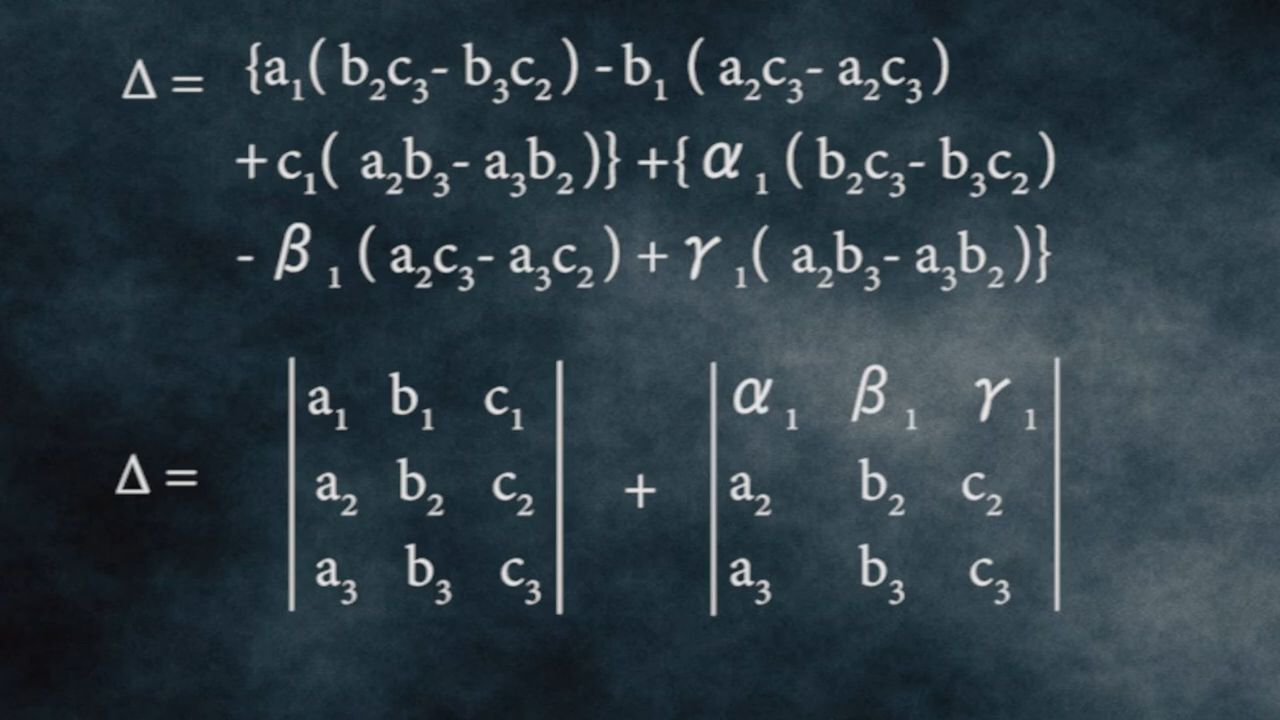 Δ = {a₁( b₂c₃- b₃c₂) -b₁ ( a₂c₃- a₂c₃)
+c₁( a₂b₃- a₃b₂)} +{α ₁ ( b₂c₃- b₃c₂)
- β ₁ ( a₂c₃- a₃c₂) + γ ₁( a₂b₃- a₃b₂)}
| a₁ b₁ c₁ | | α ₁ β ₁ γ ₁ |
Δ = | a₂ b₂ c₂ | + | a₂ b₂ c₂ |
| a₃ b₃ c₃ | | a₃ b₃ c₃ |